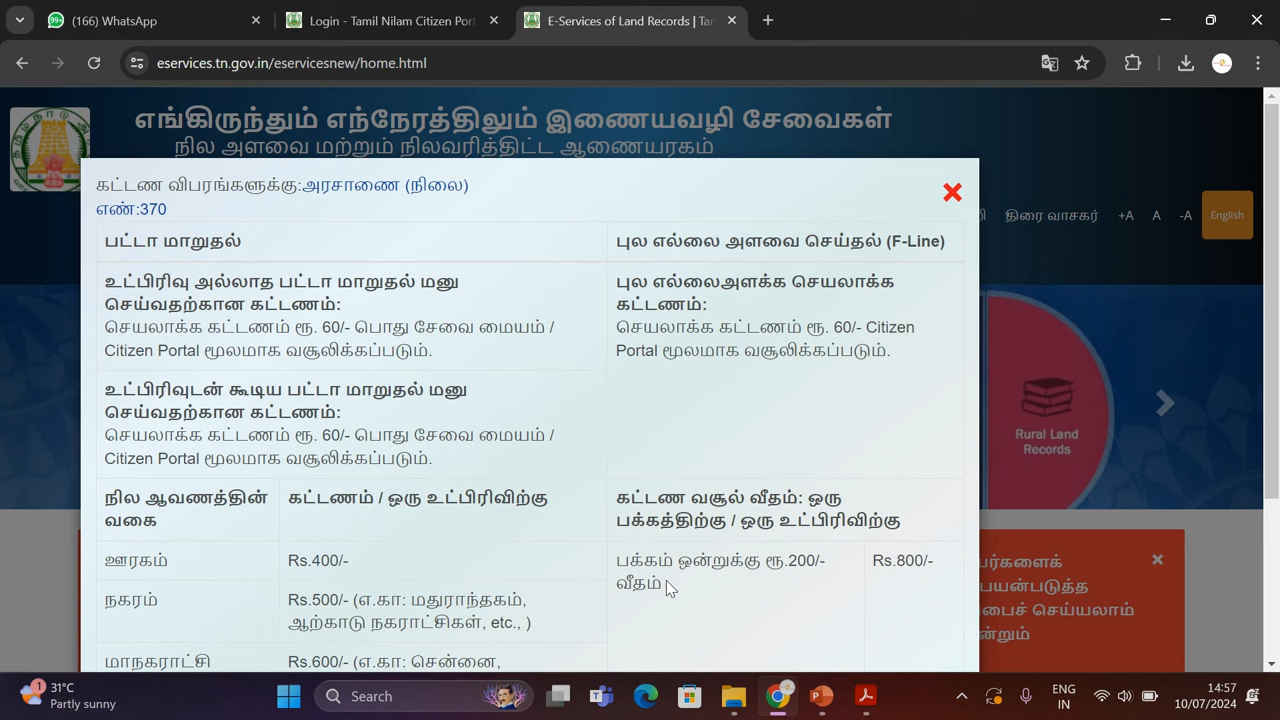 (166) WhatsApp
Login - Tamil Nilam Citizen Port
E-Services of Land Records | Tar
eservices.tn.gov.in/eservicesnew/home.html
எங்கிருந்தும் எந்நேரத்திலும் இணையவழி சேவைகள்
நில அளவை மற்றும் நிலவரித்திட்ட ஆணையரகம்
திரை வாசகர்
+A
A
-A
English
கட்டண விபரங்களுக்கு:அரசாணை (நிலை)
எண்:370
பட்டா மாறுதல்
புல எல்லை அளவை செய்தல் (F-Line)
உட்பிரிவு அல்லாத பட்டா மாறுதல் மனு
செய்வதற்கான கட்டணம்:
செயலாக்க கட்டணம் ரூ. 60/- பொது சேவை மையம் /
Citizen Portal மூலமாக வசூலிக்கப்படும்.
புல எல்லைஅளக்க செயலாக்க
கட்டணம்:
செயலாக்க கட்டணம் ரூ. 60/- Citizen
Portal மூலமாக வசூலிக்கப்படும்.
உட்பிரிவுடன் கூடிய பட்டா மாறுதல் மனு
செய்வதற்கான கட்டணம்:
செயலாக்க கட்டணம் ரூ. 60/- பொது சேவை மையம் /
Citizen Portal மூலமாக வசூலிக்கப்படும்.
நில ஆவணத்தின்
வகை
கட்டணம் / ஒரு உட்பிரிவிற்கு
கட்டண வசூல் வீதம்: ஒரு
பக்கத்திற்கு / ஒரு உட்பிரிவிற்கு
ஊரகம்
Rs.400/-
பக்கம் ஒன்றுக்கு ரூ.200/-
வீதம்
Rs.800/-
நகரம்
Rs.500/- (எ.கா: மதுராந்தகம்,
ஆற்காடு நகராட்சிகள், etc., )
மாநகராட்சி
Rs.600/- (எ.கா: சென்னை,
Rural Land
Records
பர்களைக்
பயன்படுத்த
பைச் செய்யலாம்
ன்றும்
1
31°C
Partly sunny
Search
ENG
IN
14:57
10/07/2024